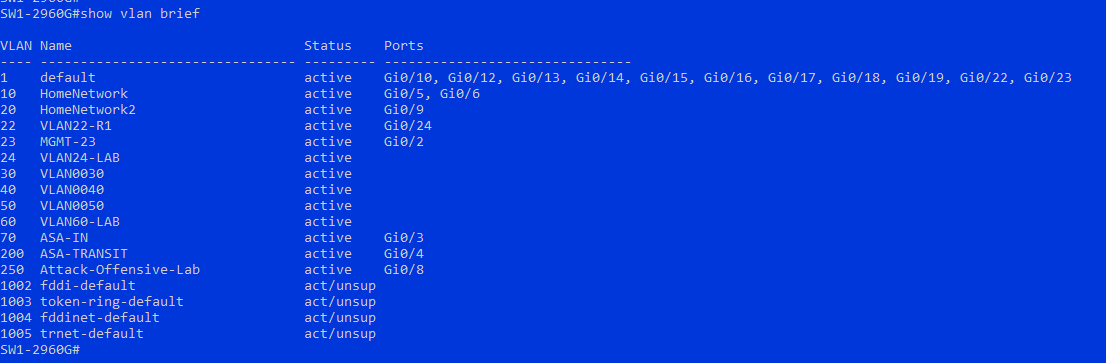 SW1-2960G#show vlan brief
VLAN Name                             Status    Ports
---- -------------------------------- --------- -------------------------------
1    default                          active    Gi0/10, Gi0/12, Gi0/13, Gi0/14, Gi0/15, Gi0/16, Gi0/17, Gi0/18, Gi0/19, Gi0/22, Gi0/23
10   HomeNetwork                      active    Gi0/5, Gi0/6
20   HomeNetwork2                     active    Gi0/9
22   VLAN22-R1                        active    Gi0/24
23   MGMT-23                          active    Gi0/2
24   VLAN24-LAB                       active
30   VLAN0030                         active
40   VLAN0040                         active
50   VLAN0050                         active
60   VLAN60-LAB                       active
70   ASA-IN                           active    Gi0/3
200  ASA-TRANSIT                      active    Gi0/4
250  Attack-Offensive-Lab             active    Gi0/8
1002 fddi-default                     act/unsup
1003 token-ring-default               act/unsup
1004 fddinet-default                  act/unsup
1005 trnet-default                    act/unsup
SW1-2960G#